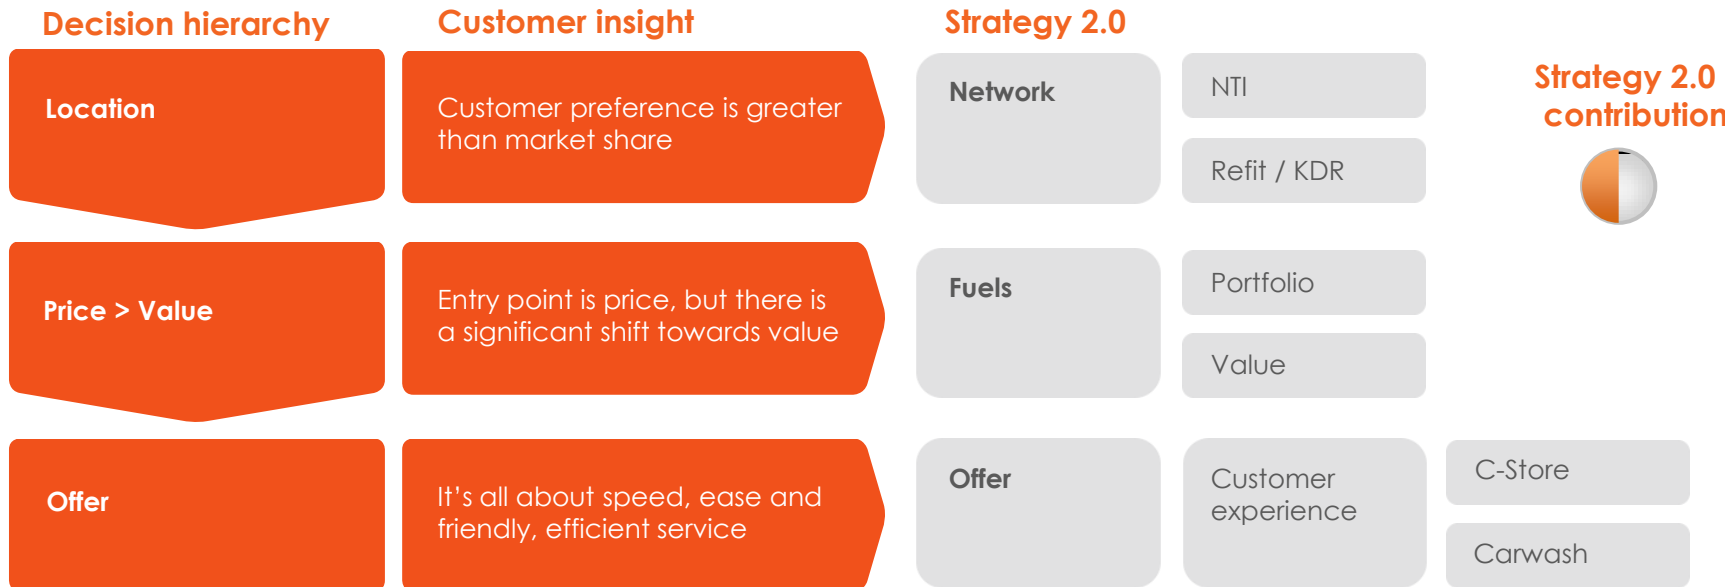 Decision hierarchy
Customer insight
Strategy 2.0
Location
Customer preference is greater
than market share
Network
NTI
Refit / KDR
Strategy 2.0
contribution
Price > Value
Entry point is price, but there is
a significant shift towards value
Fuels
Portfolio
Value
Offer
It’s all about speed, ease and
friendly, efficient service
Offer
Customer
experience
C-Store
Carwash